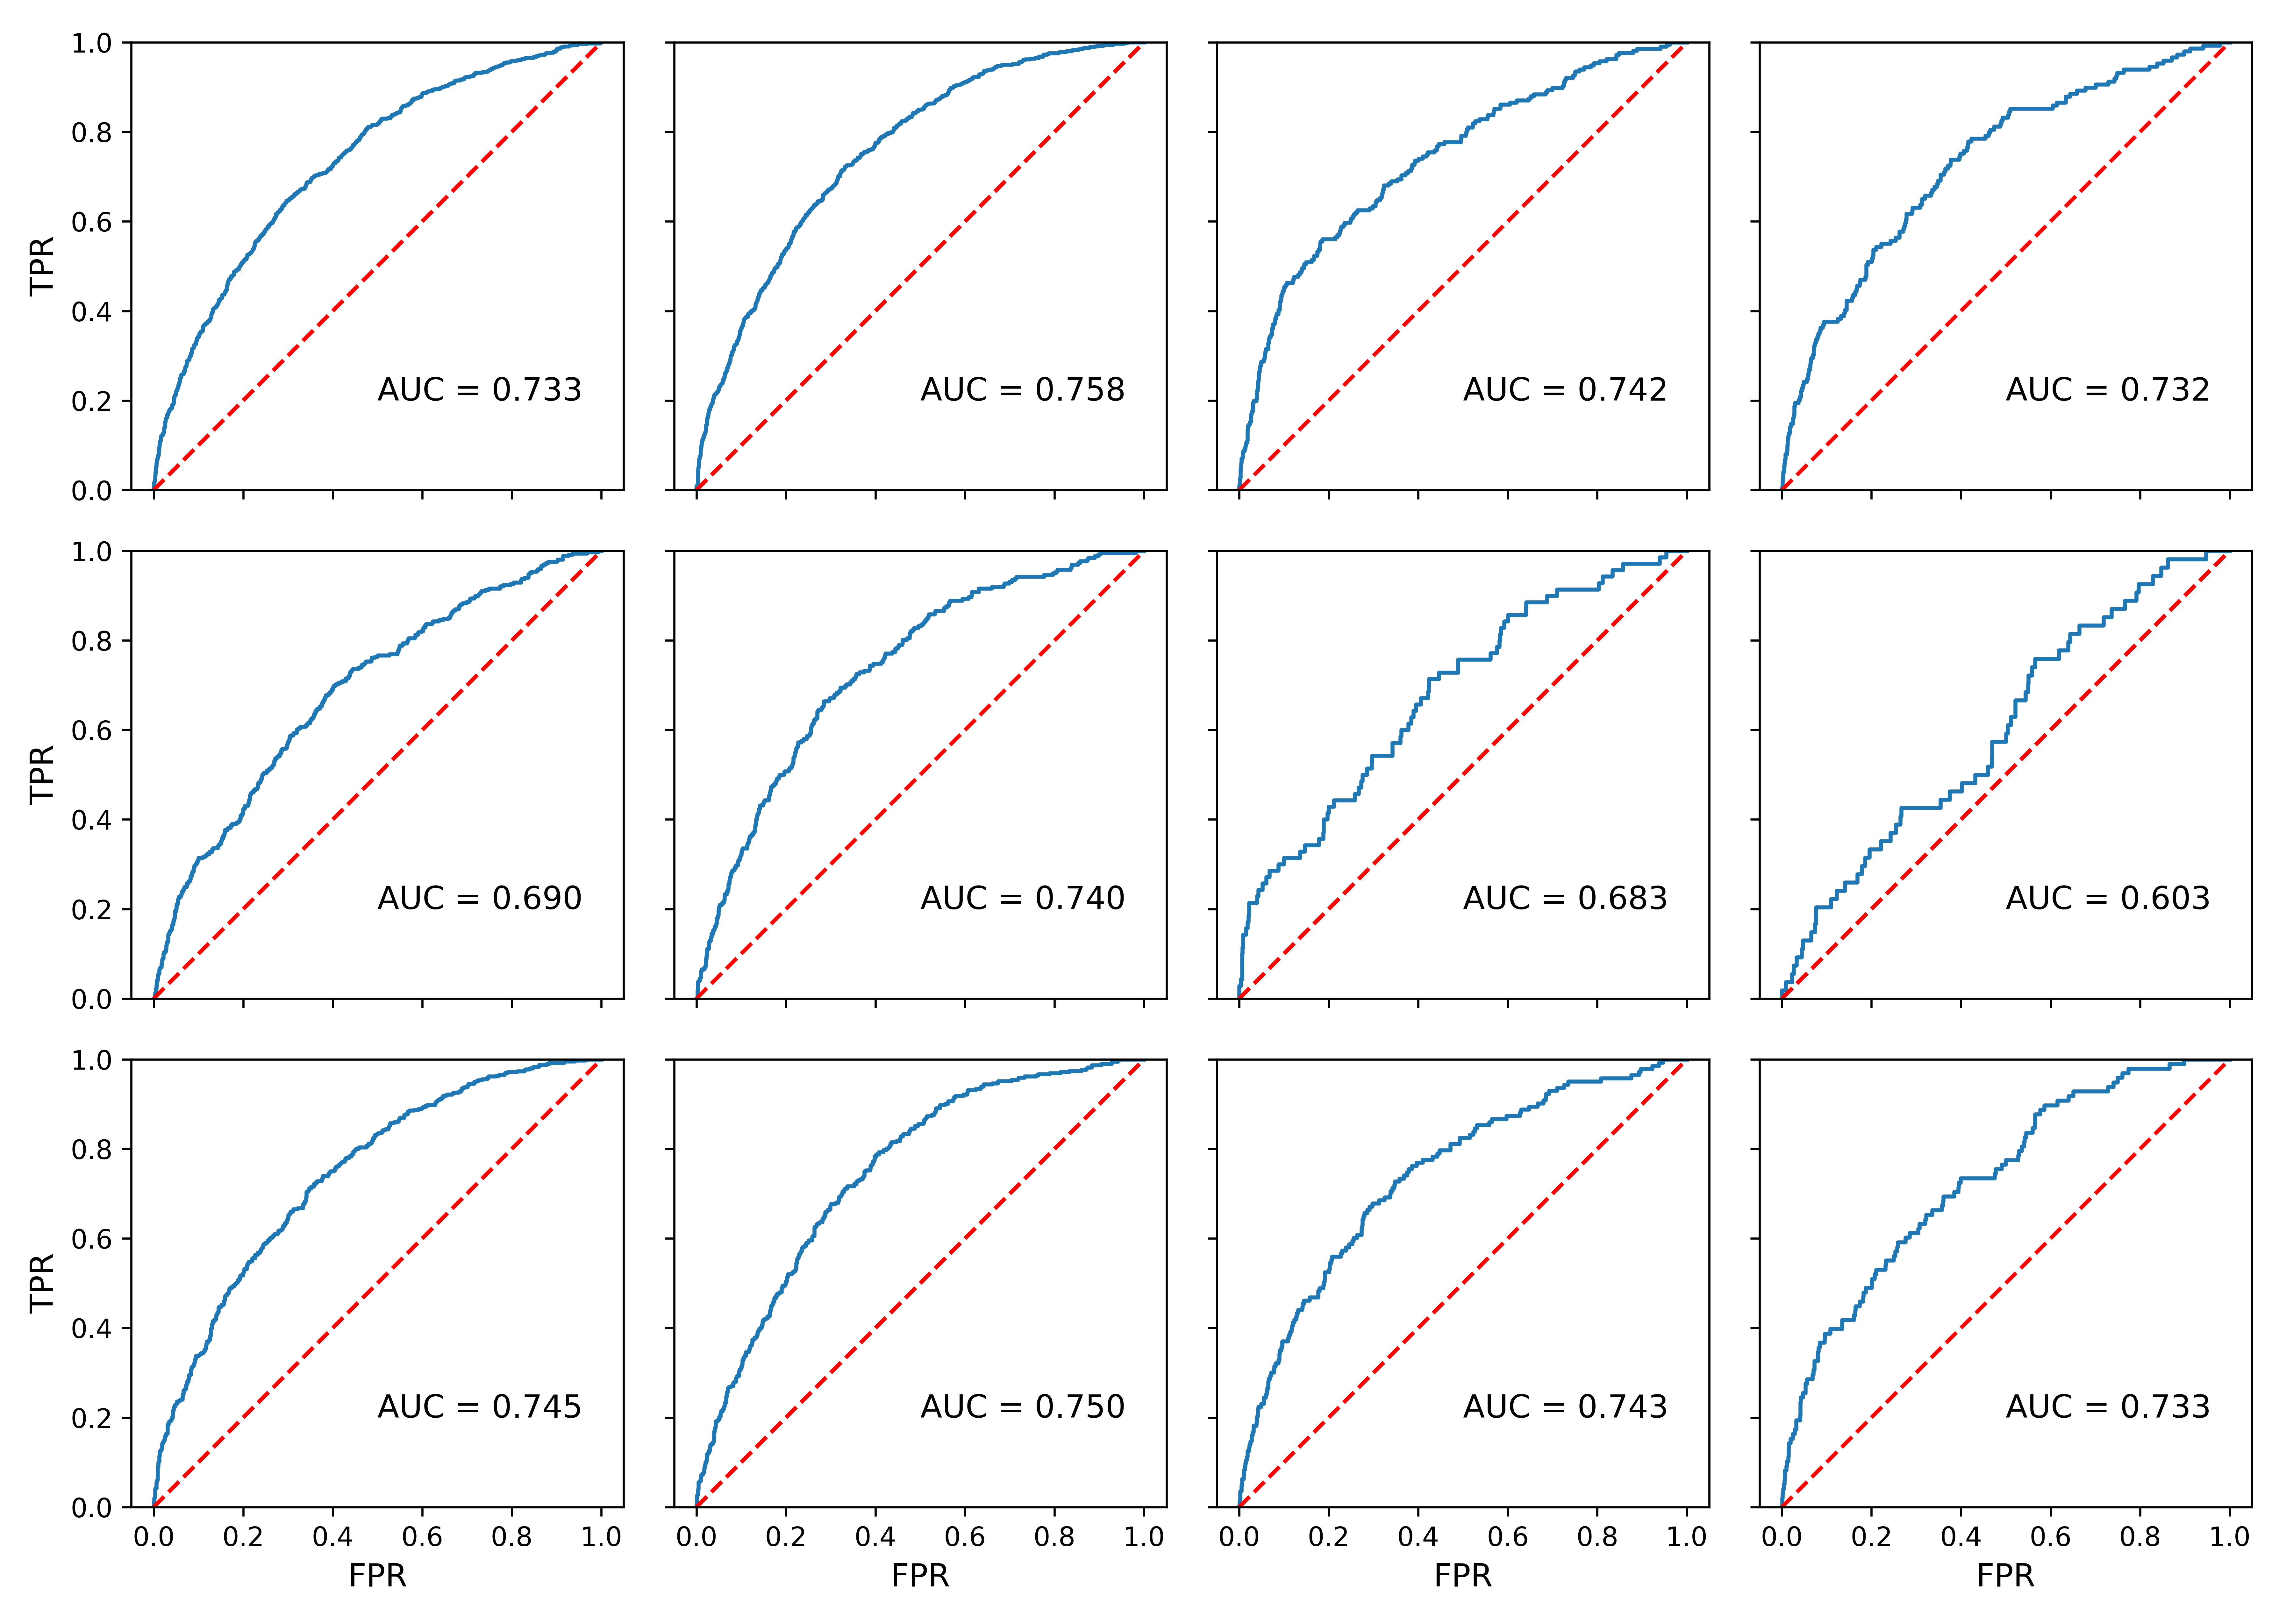 1.0
0.8
0.6
0.4
0.2
0.0
TPR
AUC = 0.733
AUC = 0.758
AUC = 0.742
AUC = 0.732
1.0
0.8
0.6
0.4
0.2
0.0
TPR
AUC = 0.690
AUC = 0.740
AUC = 0.683
AUC = 0.603
1.0
0.8
0.6
0.4
0.2
0.0
TPR
AUC = 0.745
AUC = 0.750
AUC = 0.743
AUC = 0.733
0.0 0.2 0.4 0.6 0.8 1.0
FPR
0.0 0.2 0.4 0.6 0.8 1.0
FPR
0.0 0.2 0.4 0.6 0.8 1.0
FPR
0.0 0.2 0.4 0.6 0.8 1.0
FPR